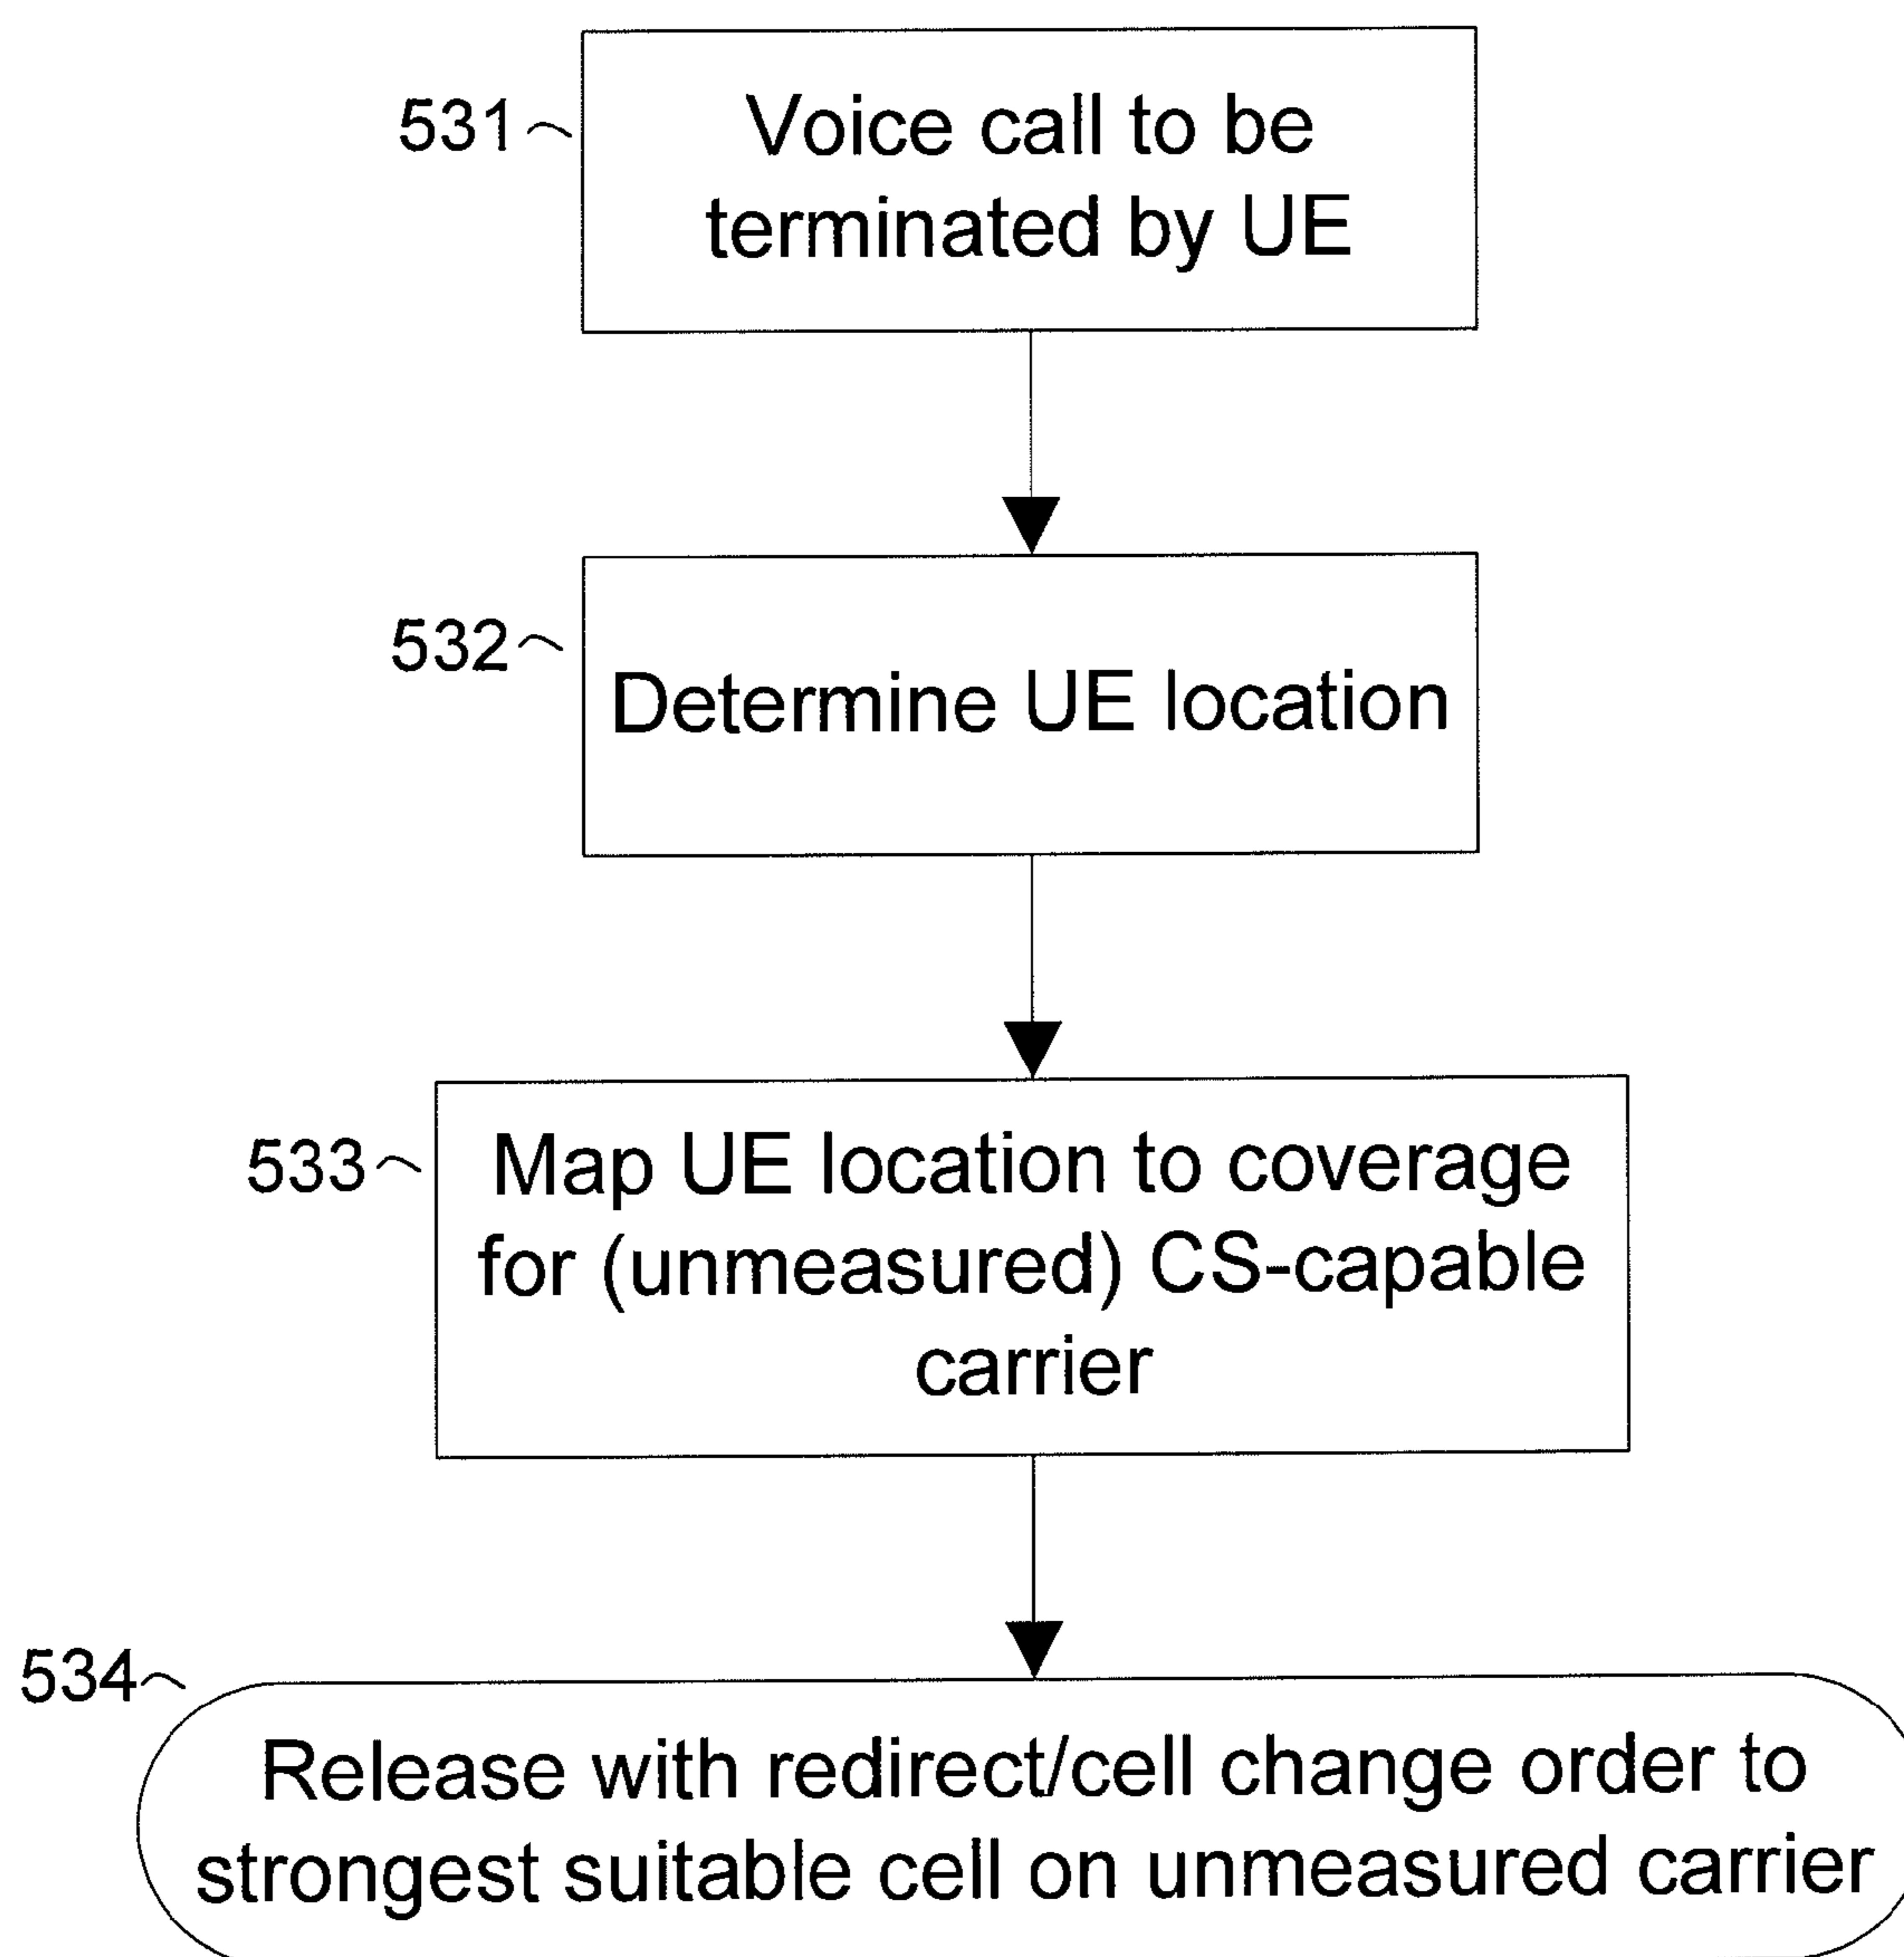 531
Voice call to be
terminated by UE
532
Determine UE location
533
Map UE location to coverage
for (unmeasured) CS-capable
carrier
534
Release with redirect/cell change order to
strongest suitable cell on unmeasured carrier